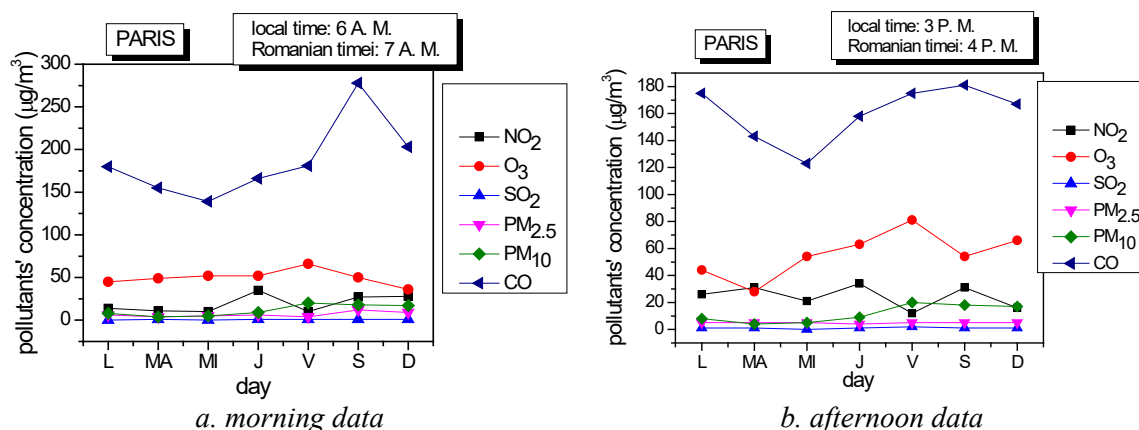 PARIS
local time: 6 A. M.
Romanian timei: 7 A. M.
pollutants' concentration (µg/m³)
300
250
200
150
100
50
0
L MA MI J V S D
day
NO₂
O₃
SO₂
PM₂.₅
PM₁₀
CO
a. morning data
PARIS
local time: 3 P. M.
Romanian timei: 4 P. M.
pollutants' concentration (µg/m³)
180
160
140
120
100
80
60
40
20
0
L MA MI J V S D
day
NO₂
O₃
SO₂
PM₂.₅
PM₁₀
CO
b. afternoon data